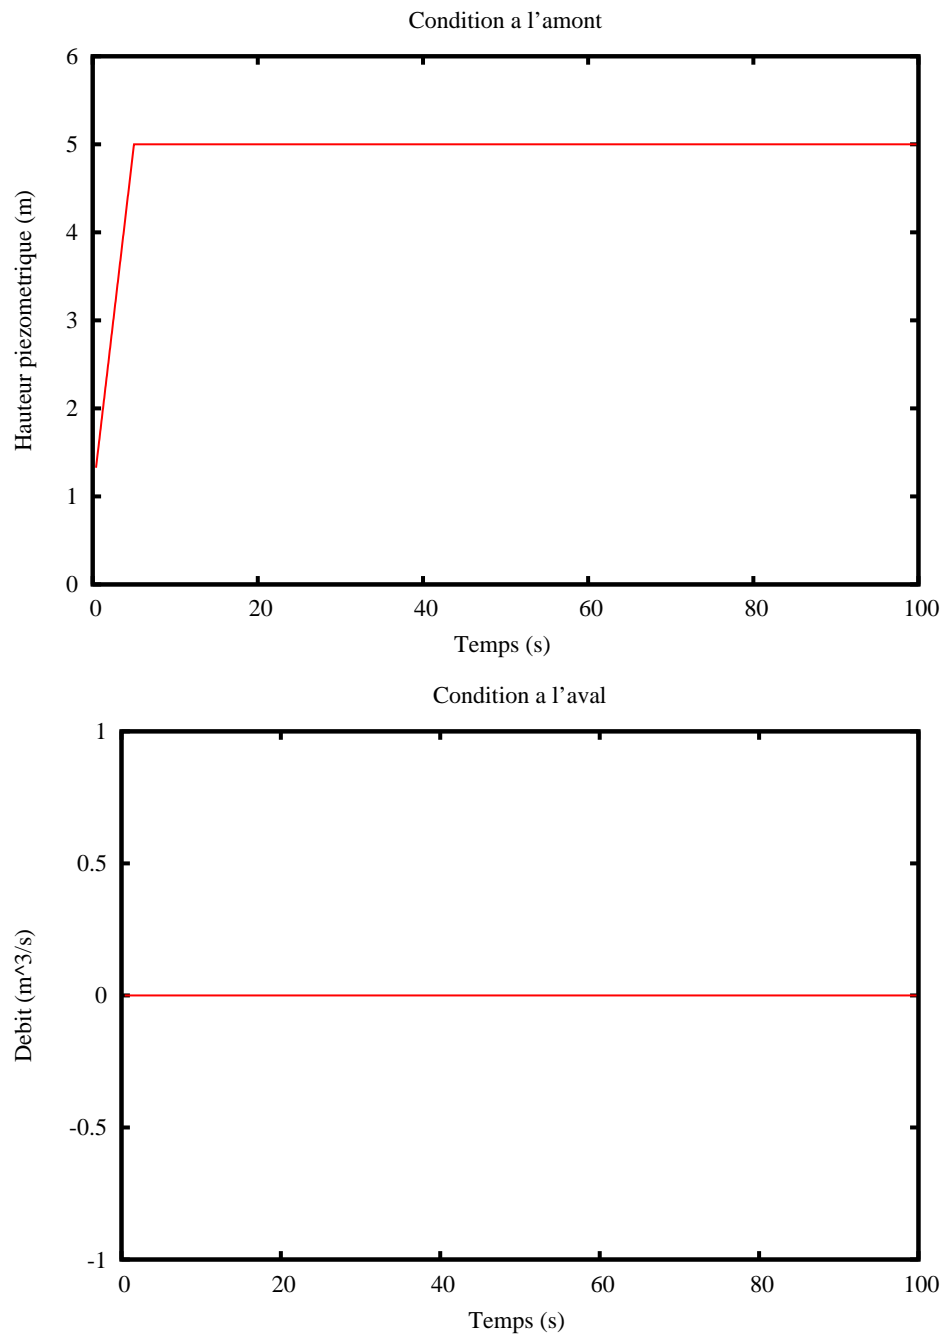 Condition a l'amont
6
5
4
3
2
1
0
Hauteur piezometrique (m)
0 20 40 60 80 100
Temps (s)
Condition a l'aval
1
0.5
0
-0.5
-1
Debit (m^3/s)
0 20 40 60 80 100
Temps (s)